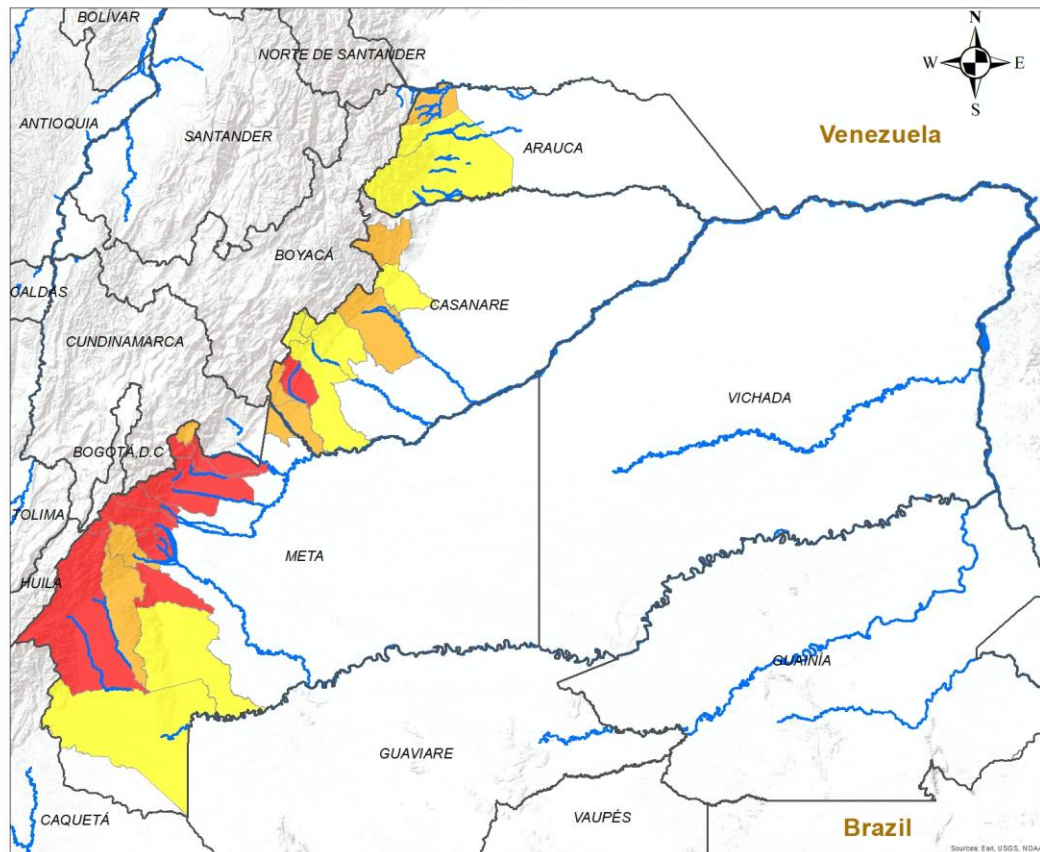 BOLÍVAR
N
NORTE DE SANTANDER
W E
S
ANTIOQUIA
SANTANDER
Venezuela
ARAUCA
BOYACÁ
CALDAS
CASANARE
CUNDINAMARCA
VICHADA
BOGOTÁ, D.C
TOLIMA
META
HUILA
GUAINÍA
GUAVIARE
CAQUETÁ
VAUPÉS
Brazil
Sources: Esri, USGS, NOAA